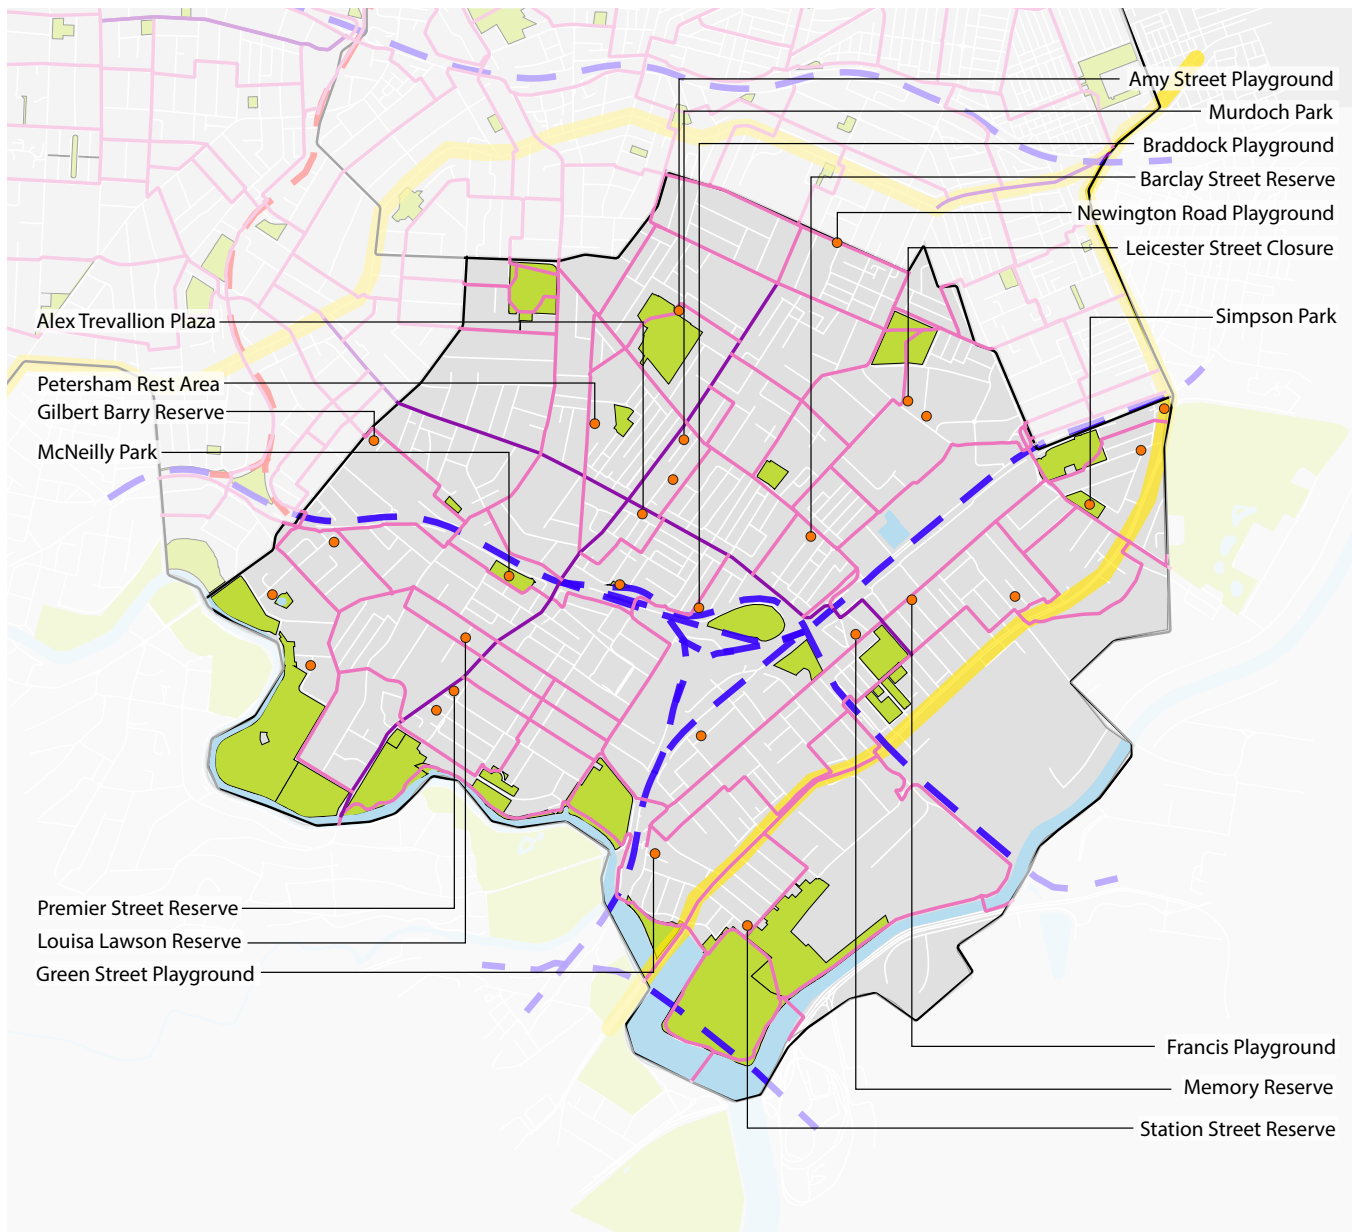 Amy Street Playground
Murdoch Park
Braddock Playground
Barclay Street Reserve
Newington Road Playground
Leicester Street Closure
Simpson Park
Alex Trevallion Plaza
Petersham Rest Area
Gilbert Barry Reserve
McNeilly Park
Premier Street Reserve
Louisa Lawson Reserve
Green Street Playground
Francis Playground
Memory Reserve
Station Street Reserve